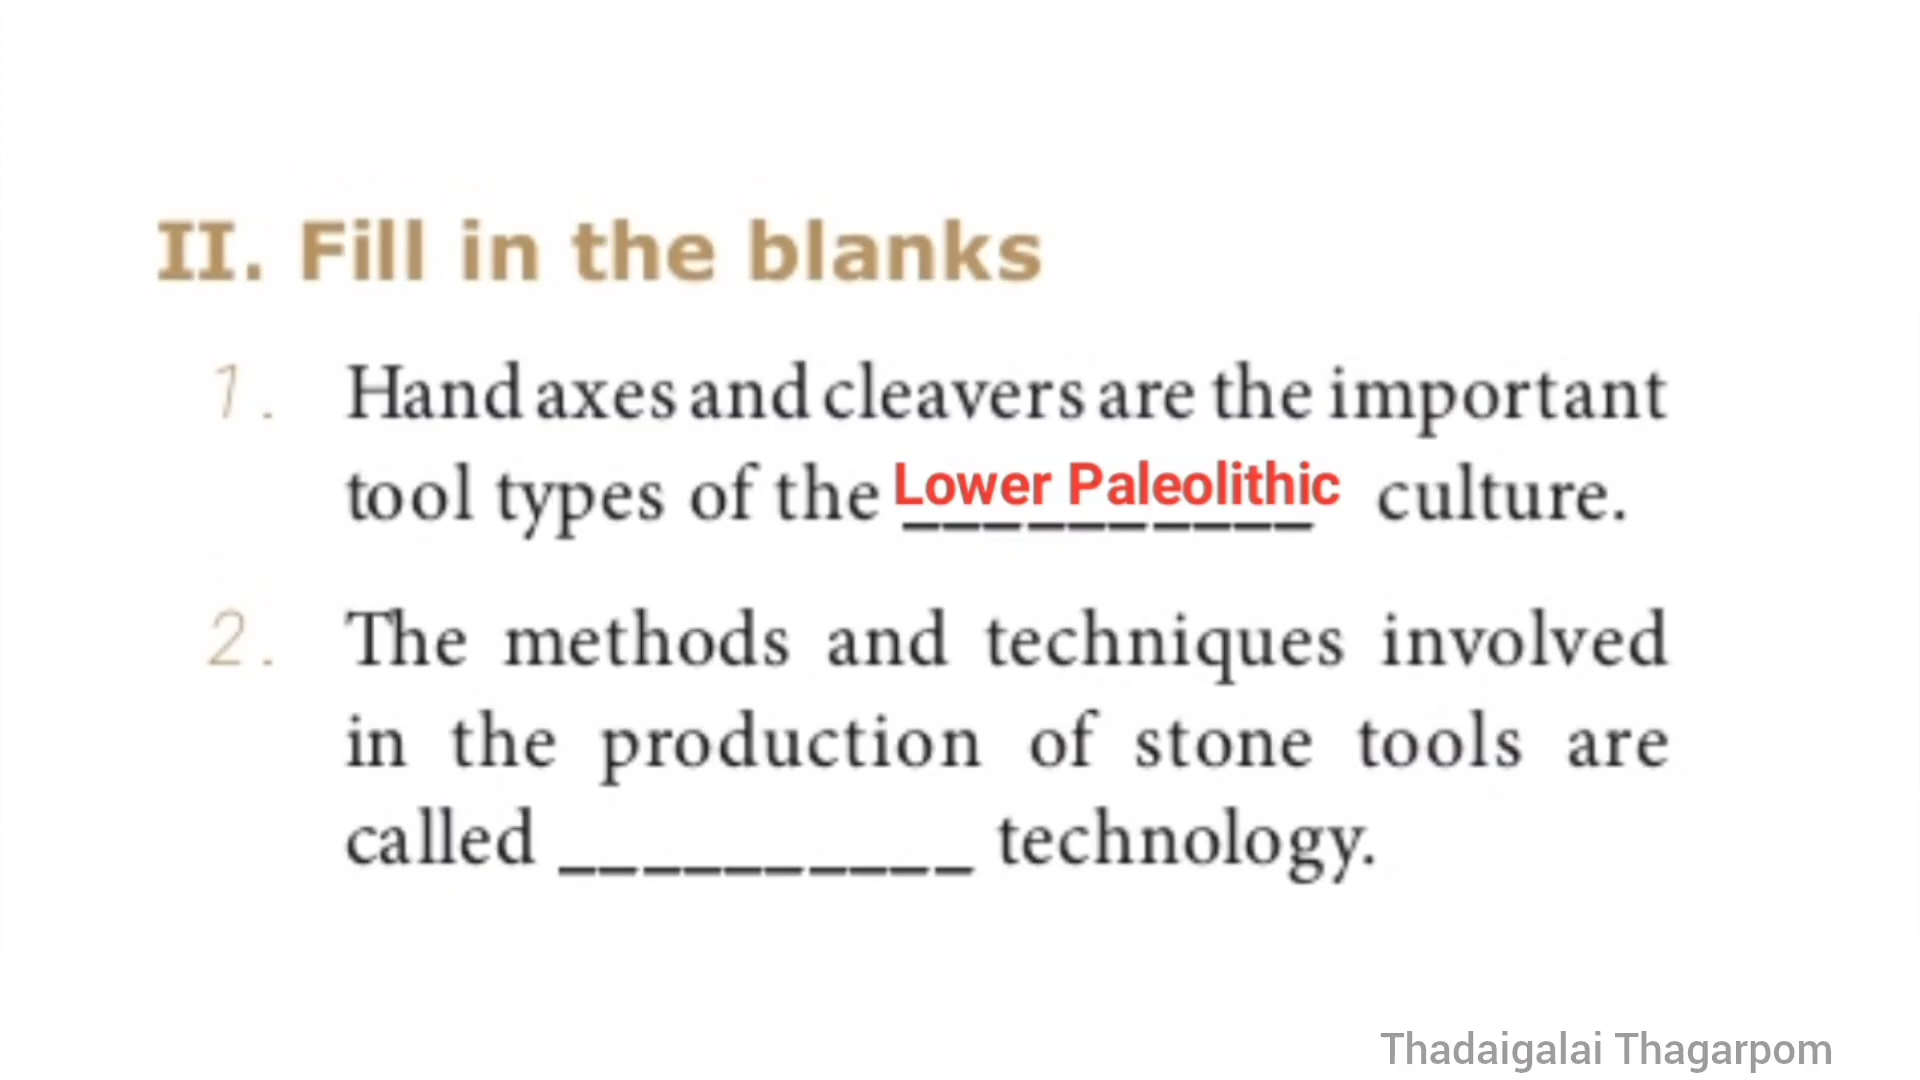 II. Fill in the blanks
1. Hand axes and cleavers are the important
tool types of the Lower Paleolithic culture.
2. The methods and techniques involved
in the production of stone tools are
called __________ technology.
Thadaigalai Thagarpom